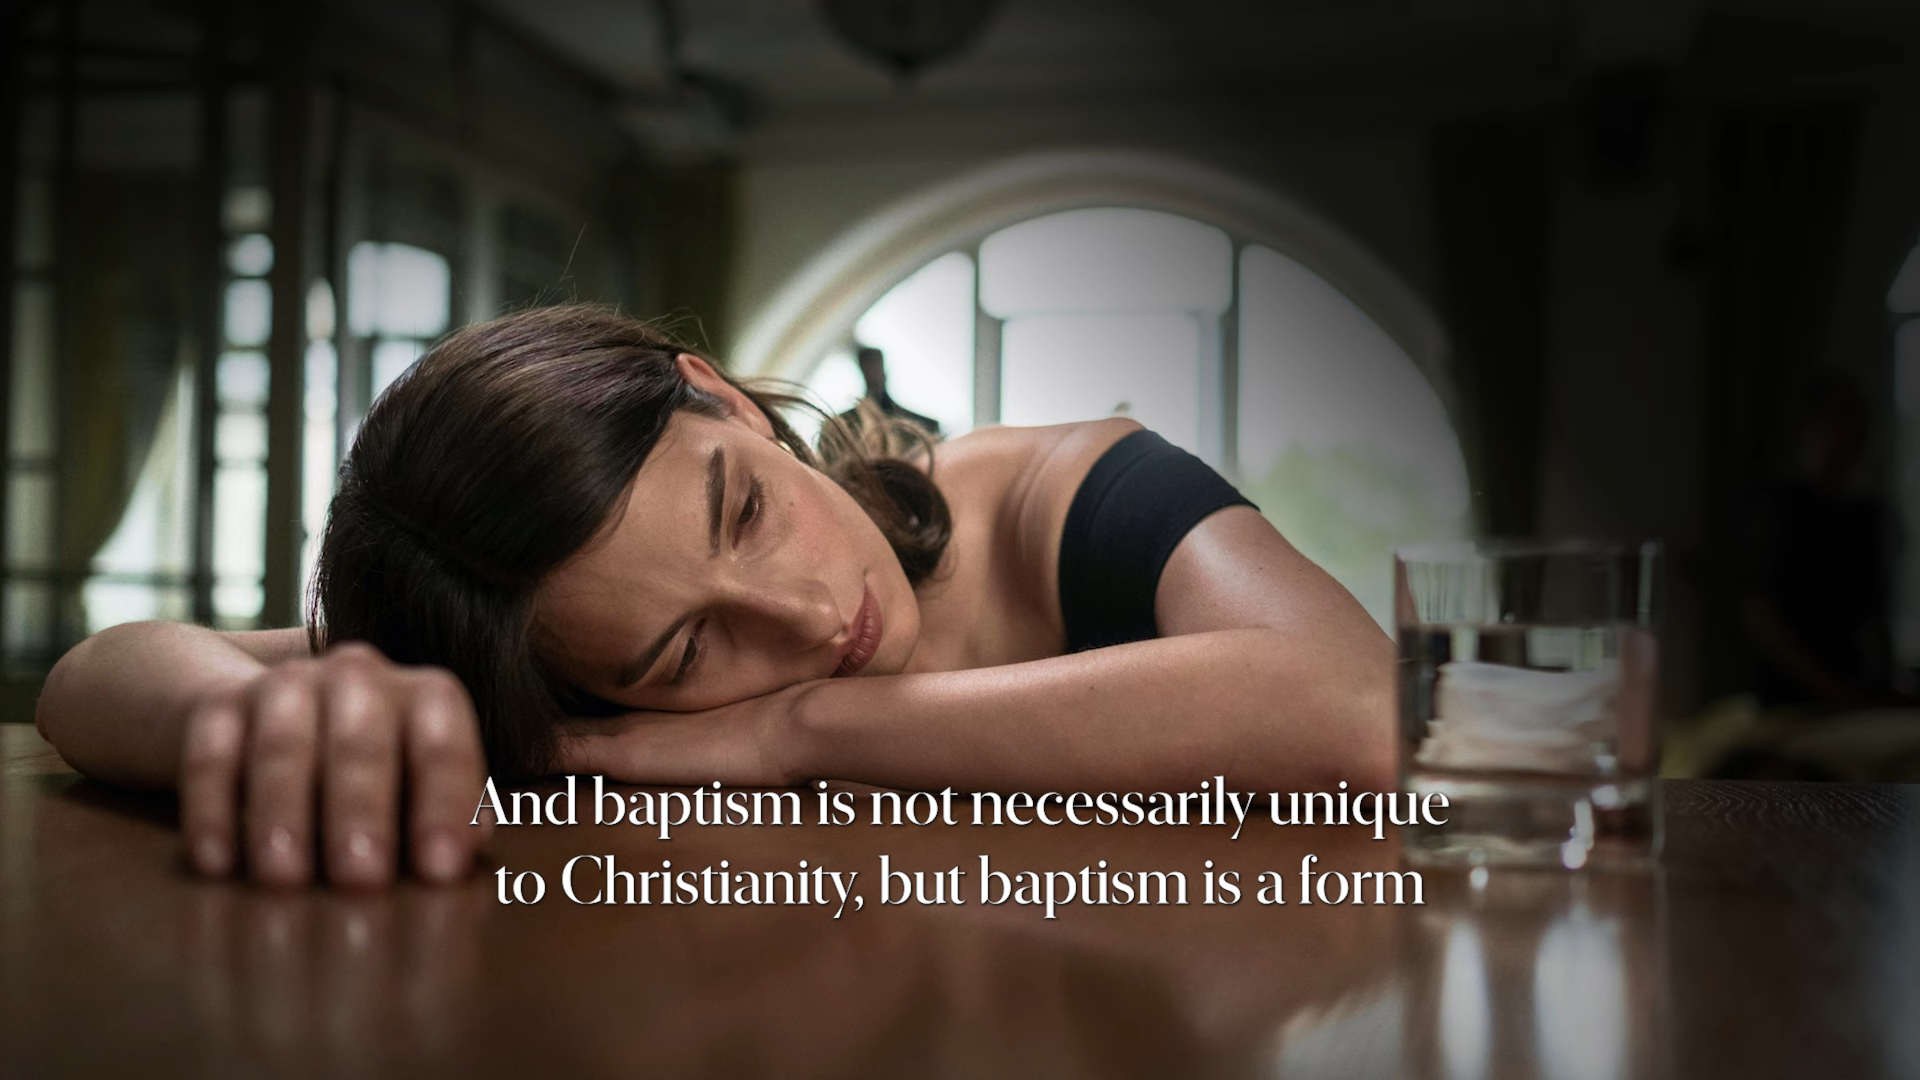 And baptism is not necessarily unique
to Christianity, but baptism is a form